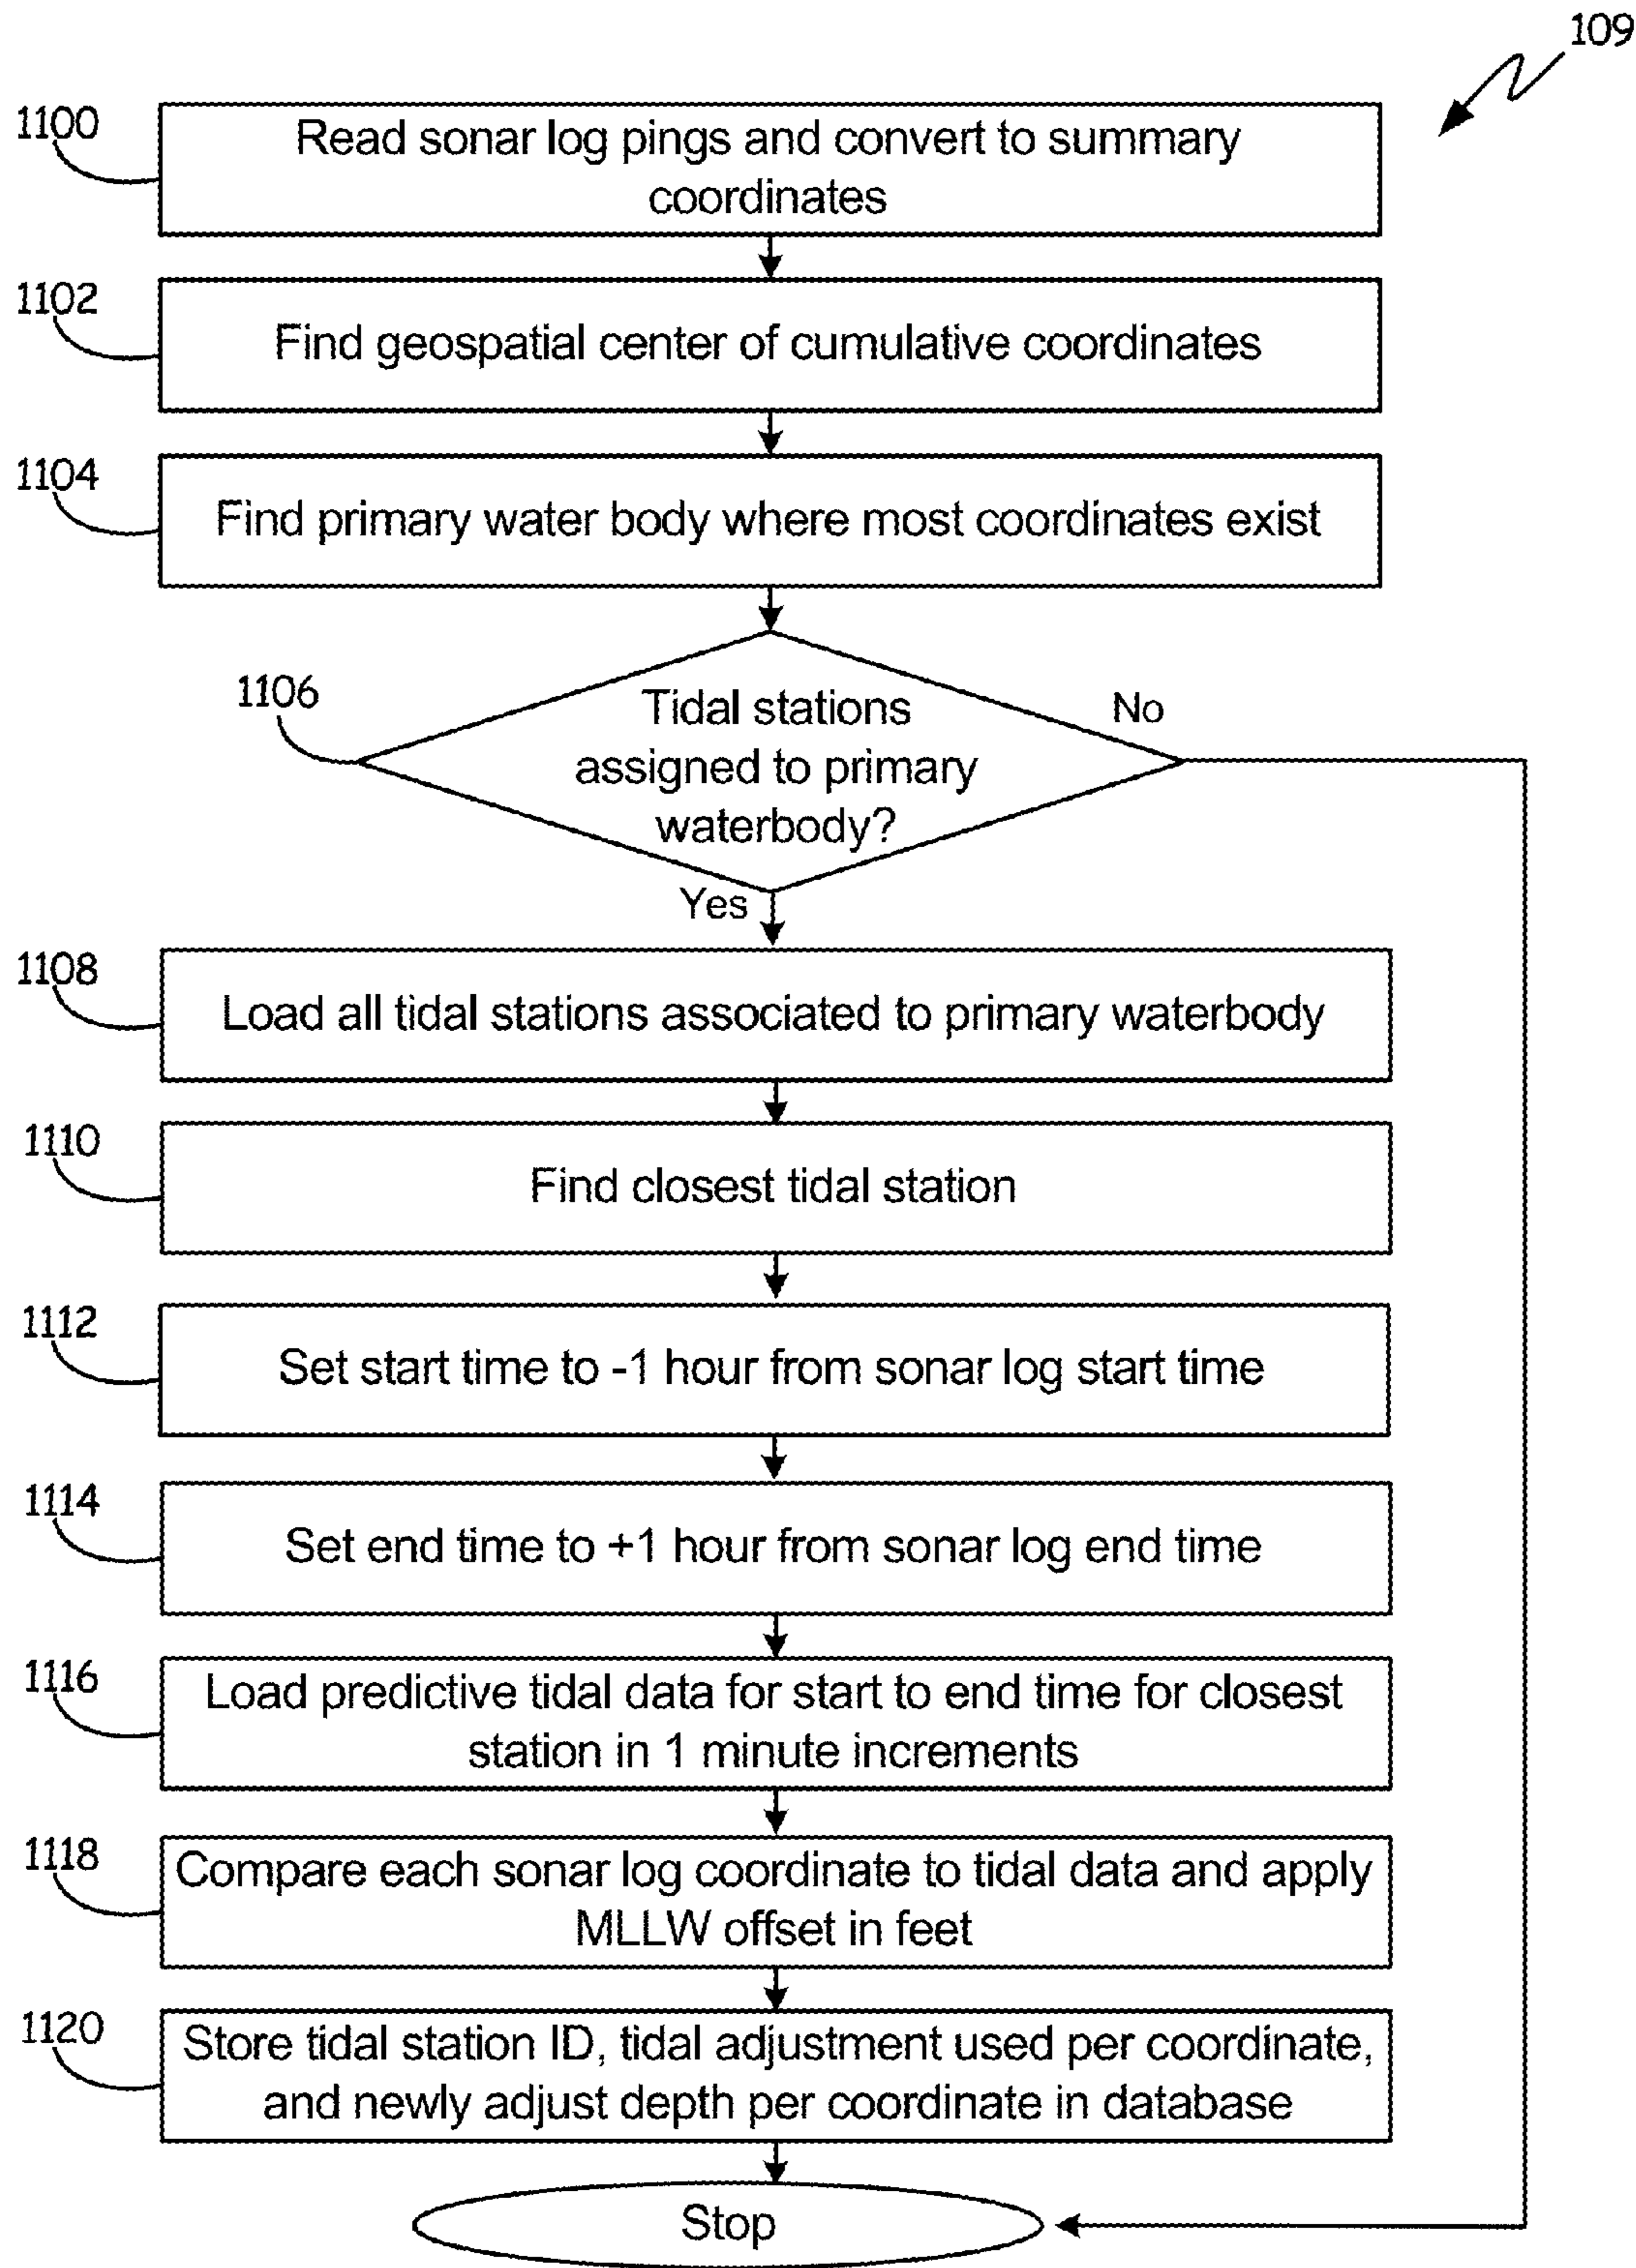 109
1100
Read sonar log pings and convert to summary
coordinates
1102
Find geospatial center of cumulative coordinates
1104
Find primary water body where most coordinates exist
1106
Tidal stations
assigned to primary
waterbody?
No
Yes
1108
Load all tidal stations associated to primary waterbody
1110
Find closest tidal station
1112
Set start time to -1 hour from sonar log start time
1114
Set end time to +1 hour from sonar log end time
1116
Load predictive tidal data for start to end time for closest
station in 1 minute increments
1118
Compare each sonar log coordinate to tidal data and apply
MLLW offset in feet
1120
Store tidal station ID, tidal adjustment used per coordinate,
and newly adjust depth per coordinate in database
Stop